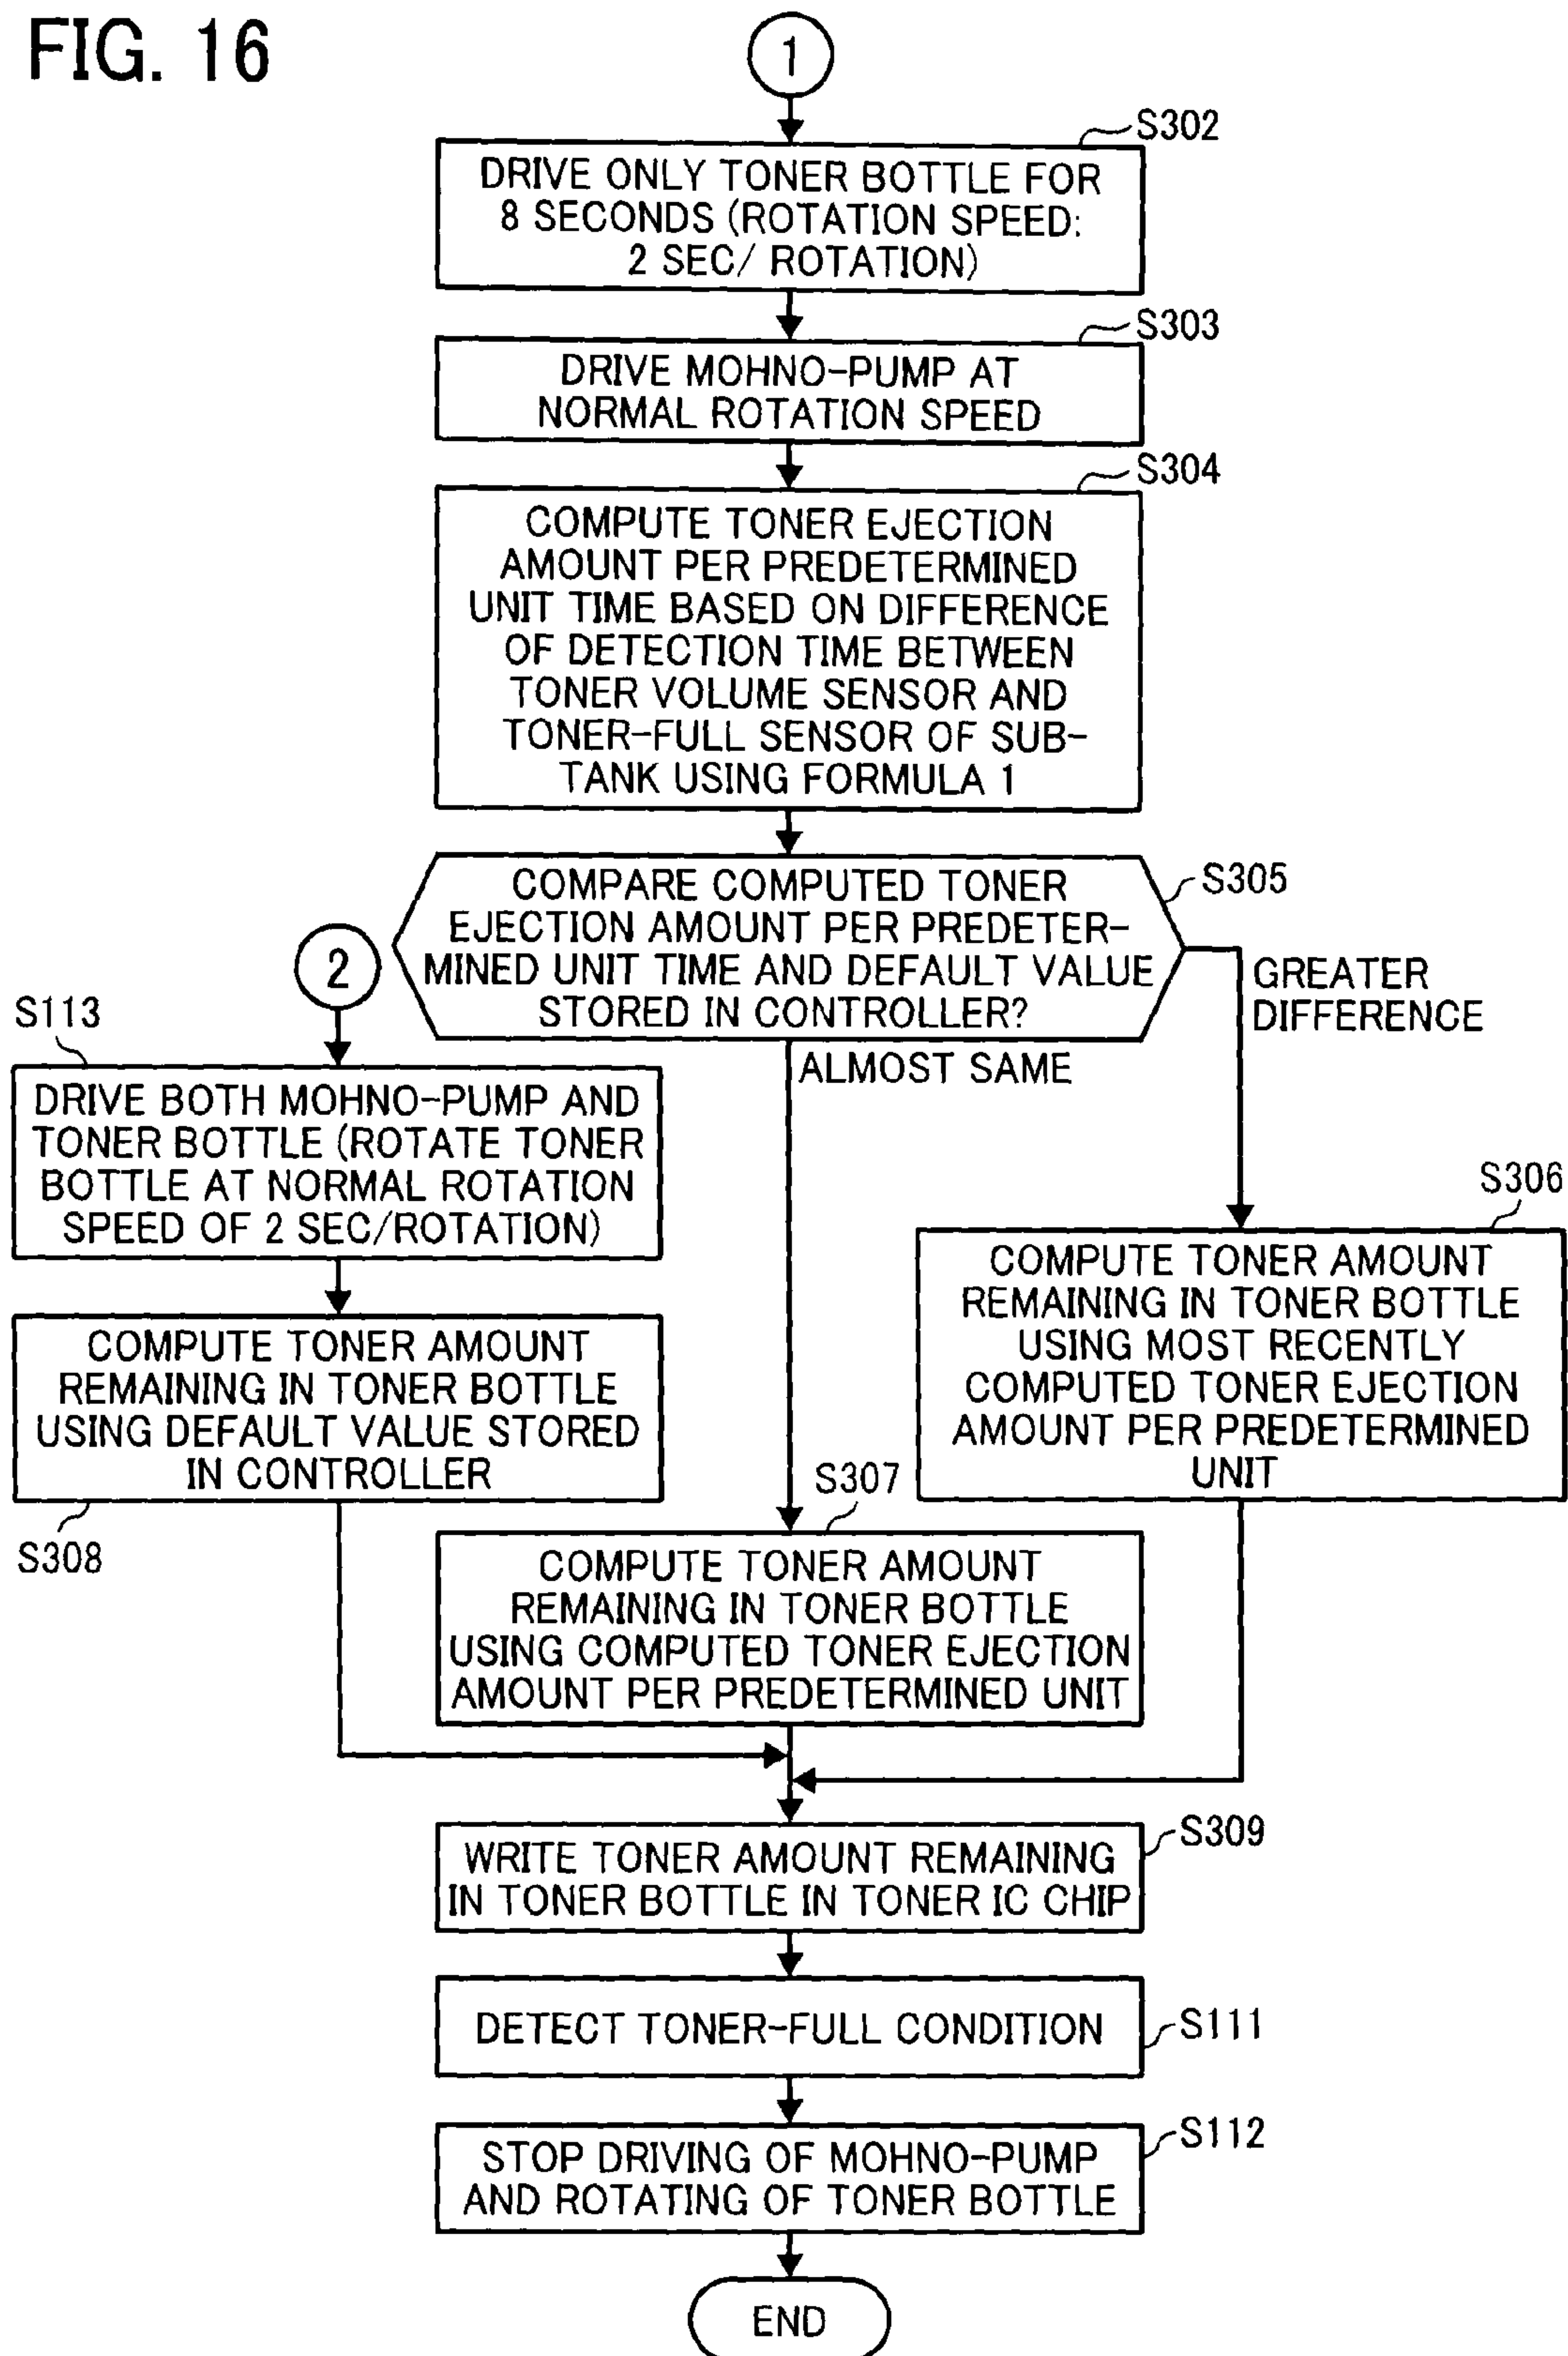 FIG. 16
1
S302
DRIVE ONLY TONER BOTTLE FOR
8 SECONDS (ROTATION SPEED:
2 SEC/ ROTATION)
S303
DRIVE MOHNO-PUMP AT
NORMAL ROTATION SPEED
S304
COMPUTE TONER EJECTION
AMOUNT PER PREDETERMINED
UNIT TIME BASED ON DIFFERENCE
OF DETECTION TIME BETWEEN
TONER VOLUME SENSOR AND
TONER-FULL SENSOR OF SUB-
TANK USING FORMULA 1
S305
COMPARE COMPUTED TONER
EJECTION AMOUNT PER PREDETER-
MINED UNIT TIME AND DEFAULT VALUE
STORED IN CONTROLLER?
GREATER
DIFFERENCE
ALMOST SAME
2
S113
DRIVE BOTH MOHNO-PUMP AND
TONER BOTTLE (ROTATE TONER
BOTTLE AT NORMAL ROTATION
SPEED OF 2 SEC/ROTATION)
S306
COMPUTE TONER AMOUNT
REMAINING IN TONER BOTTLE
USING MOST RECENTLY
COMPUTED TONER EJECTION
AMOUNT PER PREDETERMINED
UNIT
COMPUTE TONER AMOUNT
REMAINING IN TONER BOTTLE
USING DEFAULT VALUE STORED
IN CONTROLLER
S308
S307
COMPUTE TONER AMOUNT
REMAINING IN TONER BOTTLE
USING COMPUTED TONER EJECTION
AMOUNT PER PREDETERMINED UNIT
S309
WRITE TONER AMOUNT REMAINING
IN TONER BOTTLE IN TONER IC CHIP
DETECT TONER-FULL CONDITION
S111
S112
STOP DRIVING OF MOHNO-PUMP
AND ROTATING OF TONER BOTTLE
END